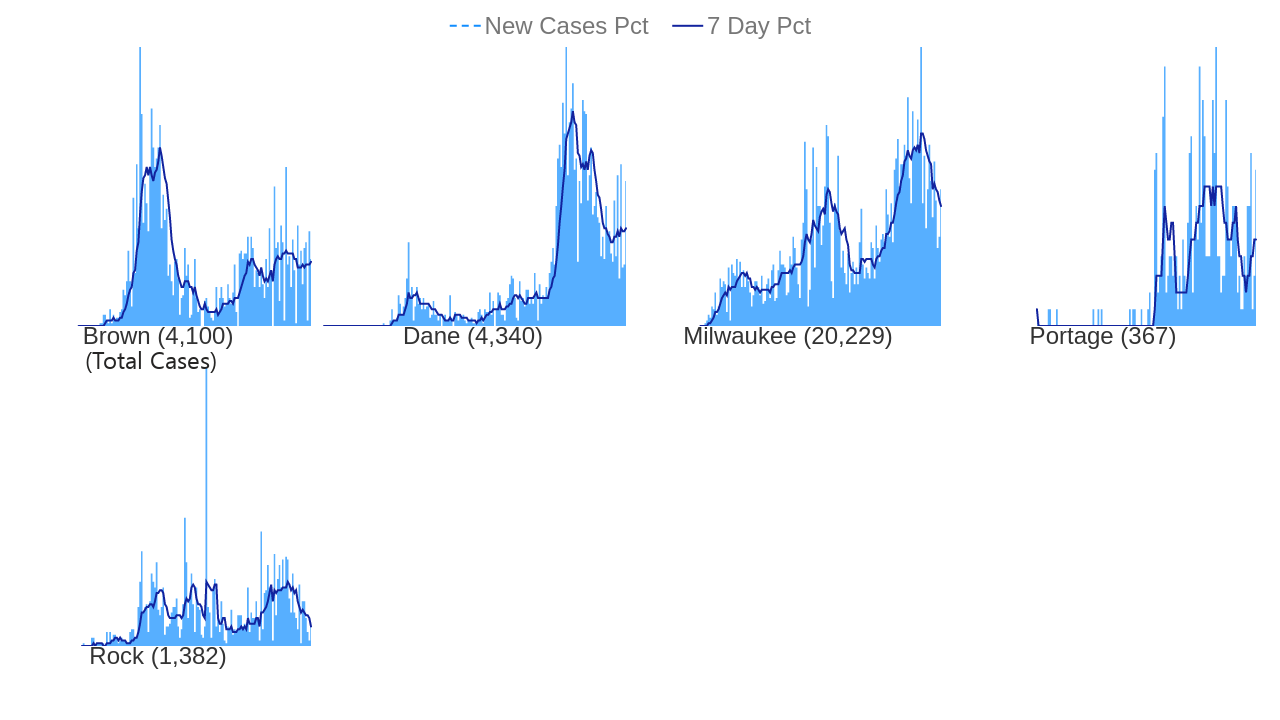 New Cases Pct 7 Day Pct
Brown (4,100) Dane (4,340) Milwaukee (20,229) Portage (367)
(Total Cases)
Rock (1,382)